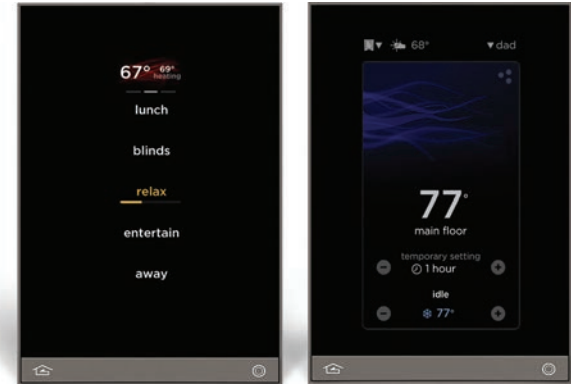 67° 69°
heating
lunch
blinds
relax
entertain
away
68° dad
77°
main floor
temporary setting
1 hour
idle
77°